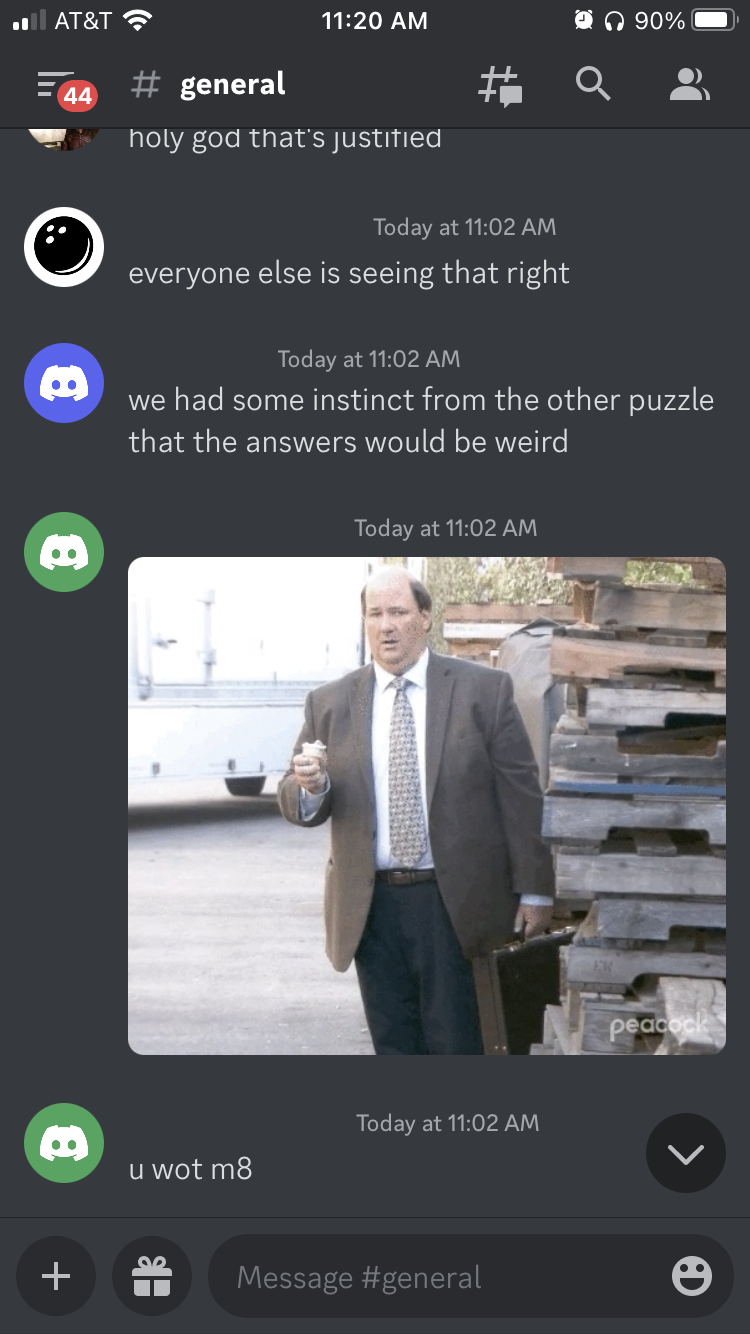 AT&T 11:20 AM 90%
44 # general
holy god that's justified
Today at 11:02 AM
everyone else is seeing that right
Today at 11:02 AM
we had some instinct from the other puzzle
that the answers would be weird
Today at 11:02 AM
peacock
Today at 11:02 AM
u wot m8
Message #general